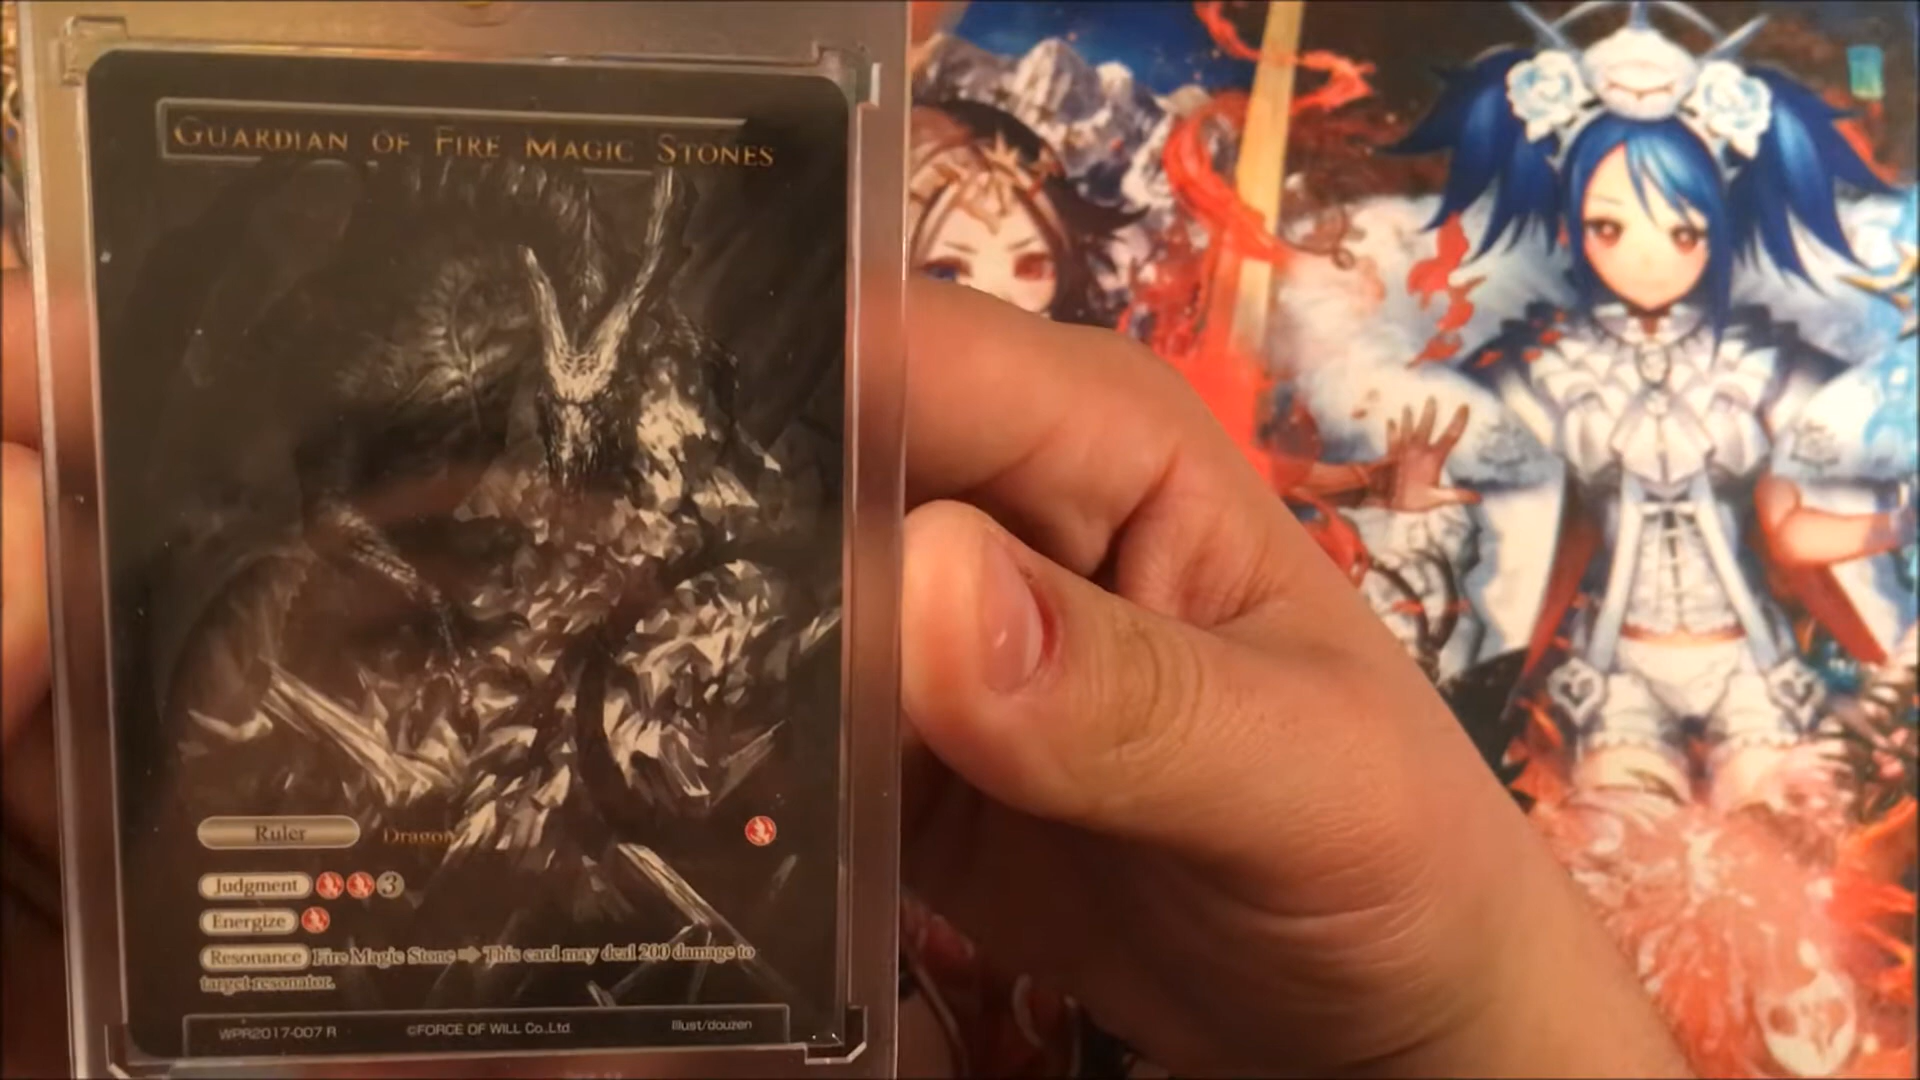 GUARDIAN OF FIRE MAGIC STONES
Ruler Dragon
Judgment 3
Energize
Resonance Fire Magic Stone ⇒ This card may deal 200 damage to
target resonator.
WPR2017-007 R ©FORCE OF WILL Co.,Ltd. Illust/douzen